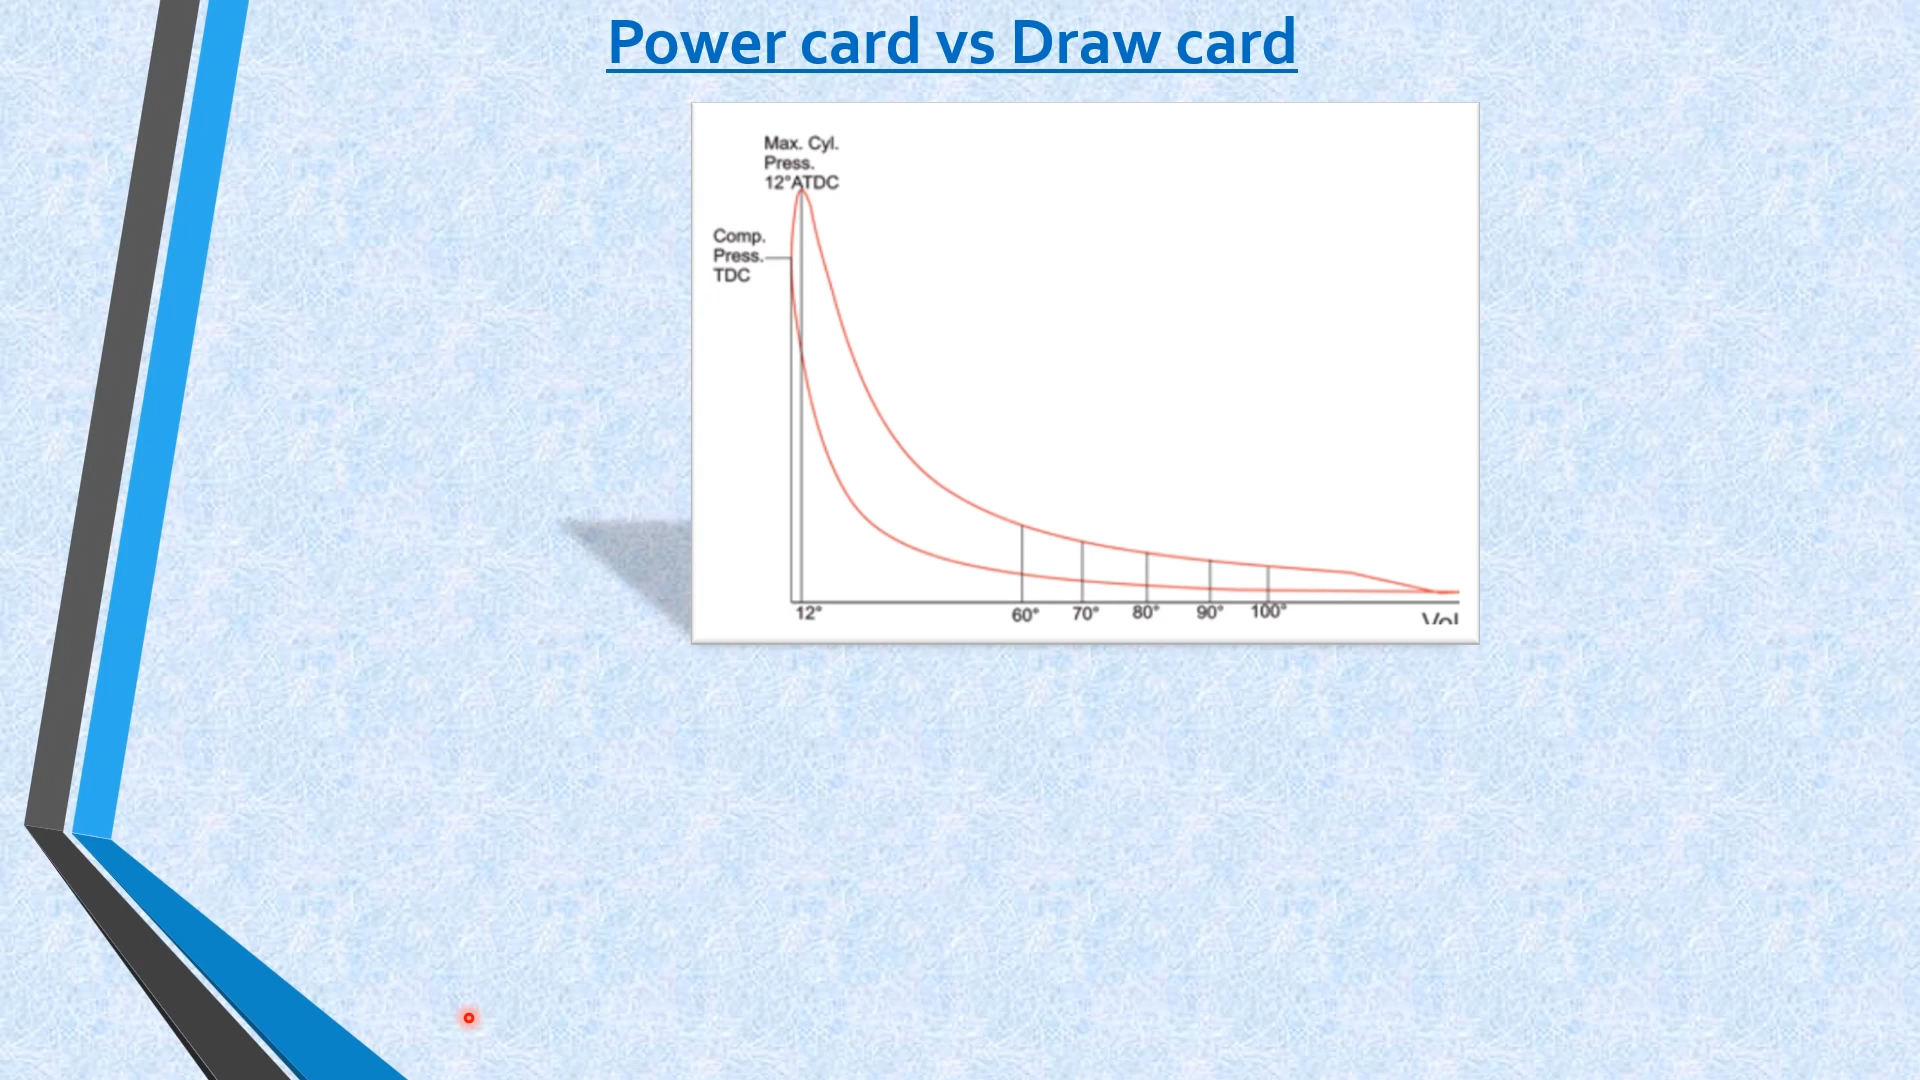 Power card vs Draw card
Max. Cyl.
Press.
12°ATDC
Comp.
Press.
TDC
12°
60°
70°
80°
90°
100°
Vol